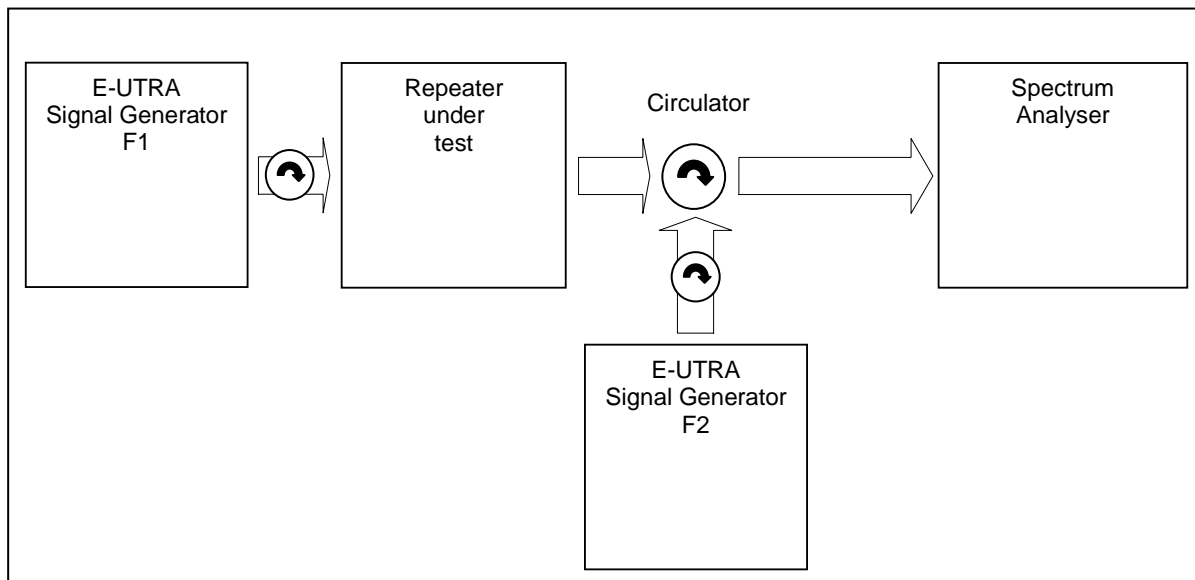 E-UTRA
Signal Generator
F1
Repeater
under
test
Circulator
Spectrum
Analyser
E-UTRA
Signal Generator
F2